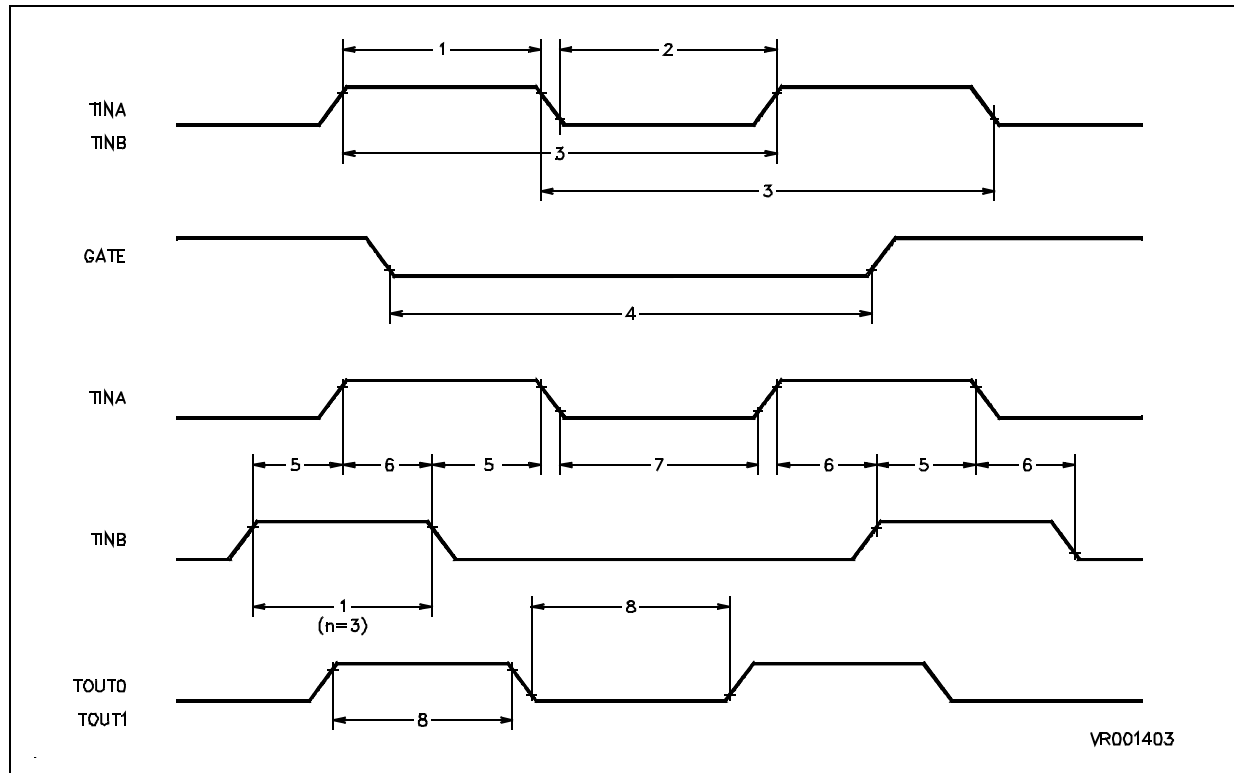 1
2
TINA
TINB
3
3
GATE
4
TINA
5 6 5 7 6 5 6
TINB
1
(n=3)
8
TOUT0
TOUT1
8
VR001403